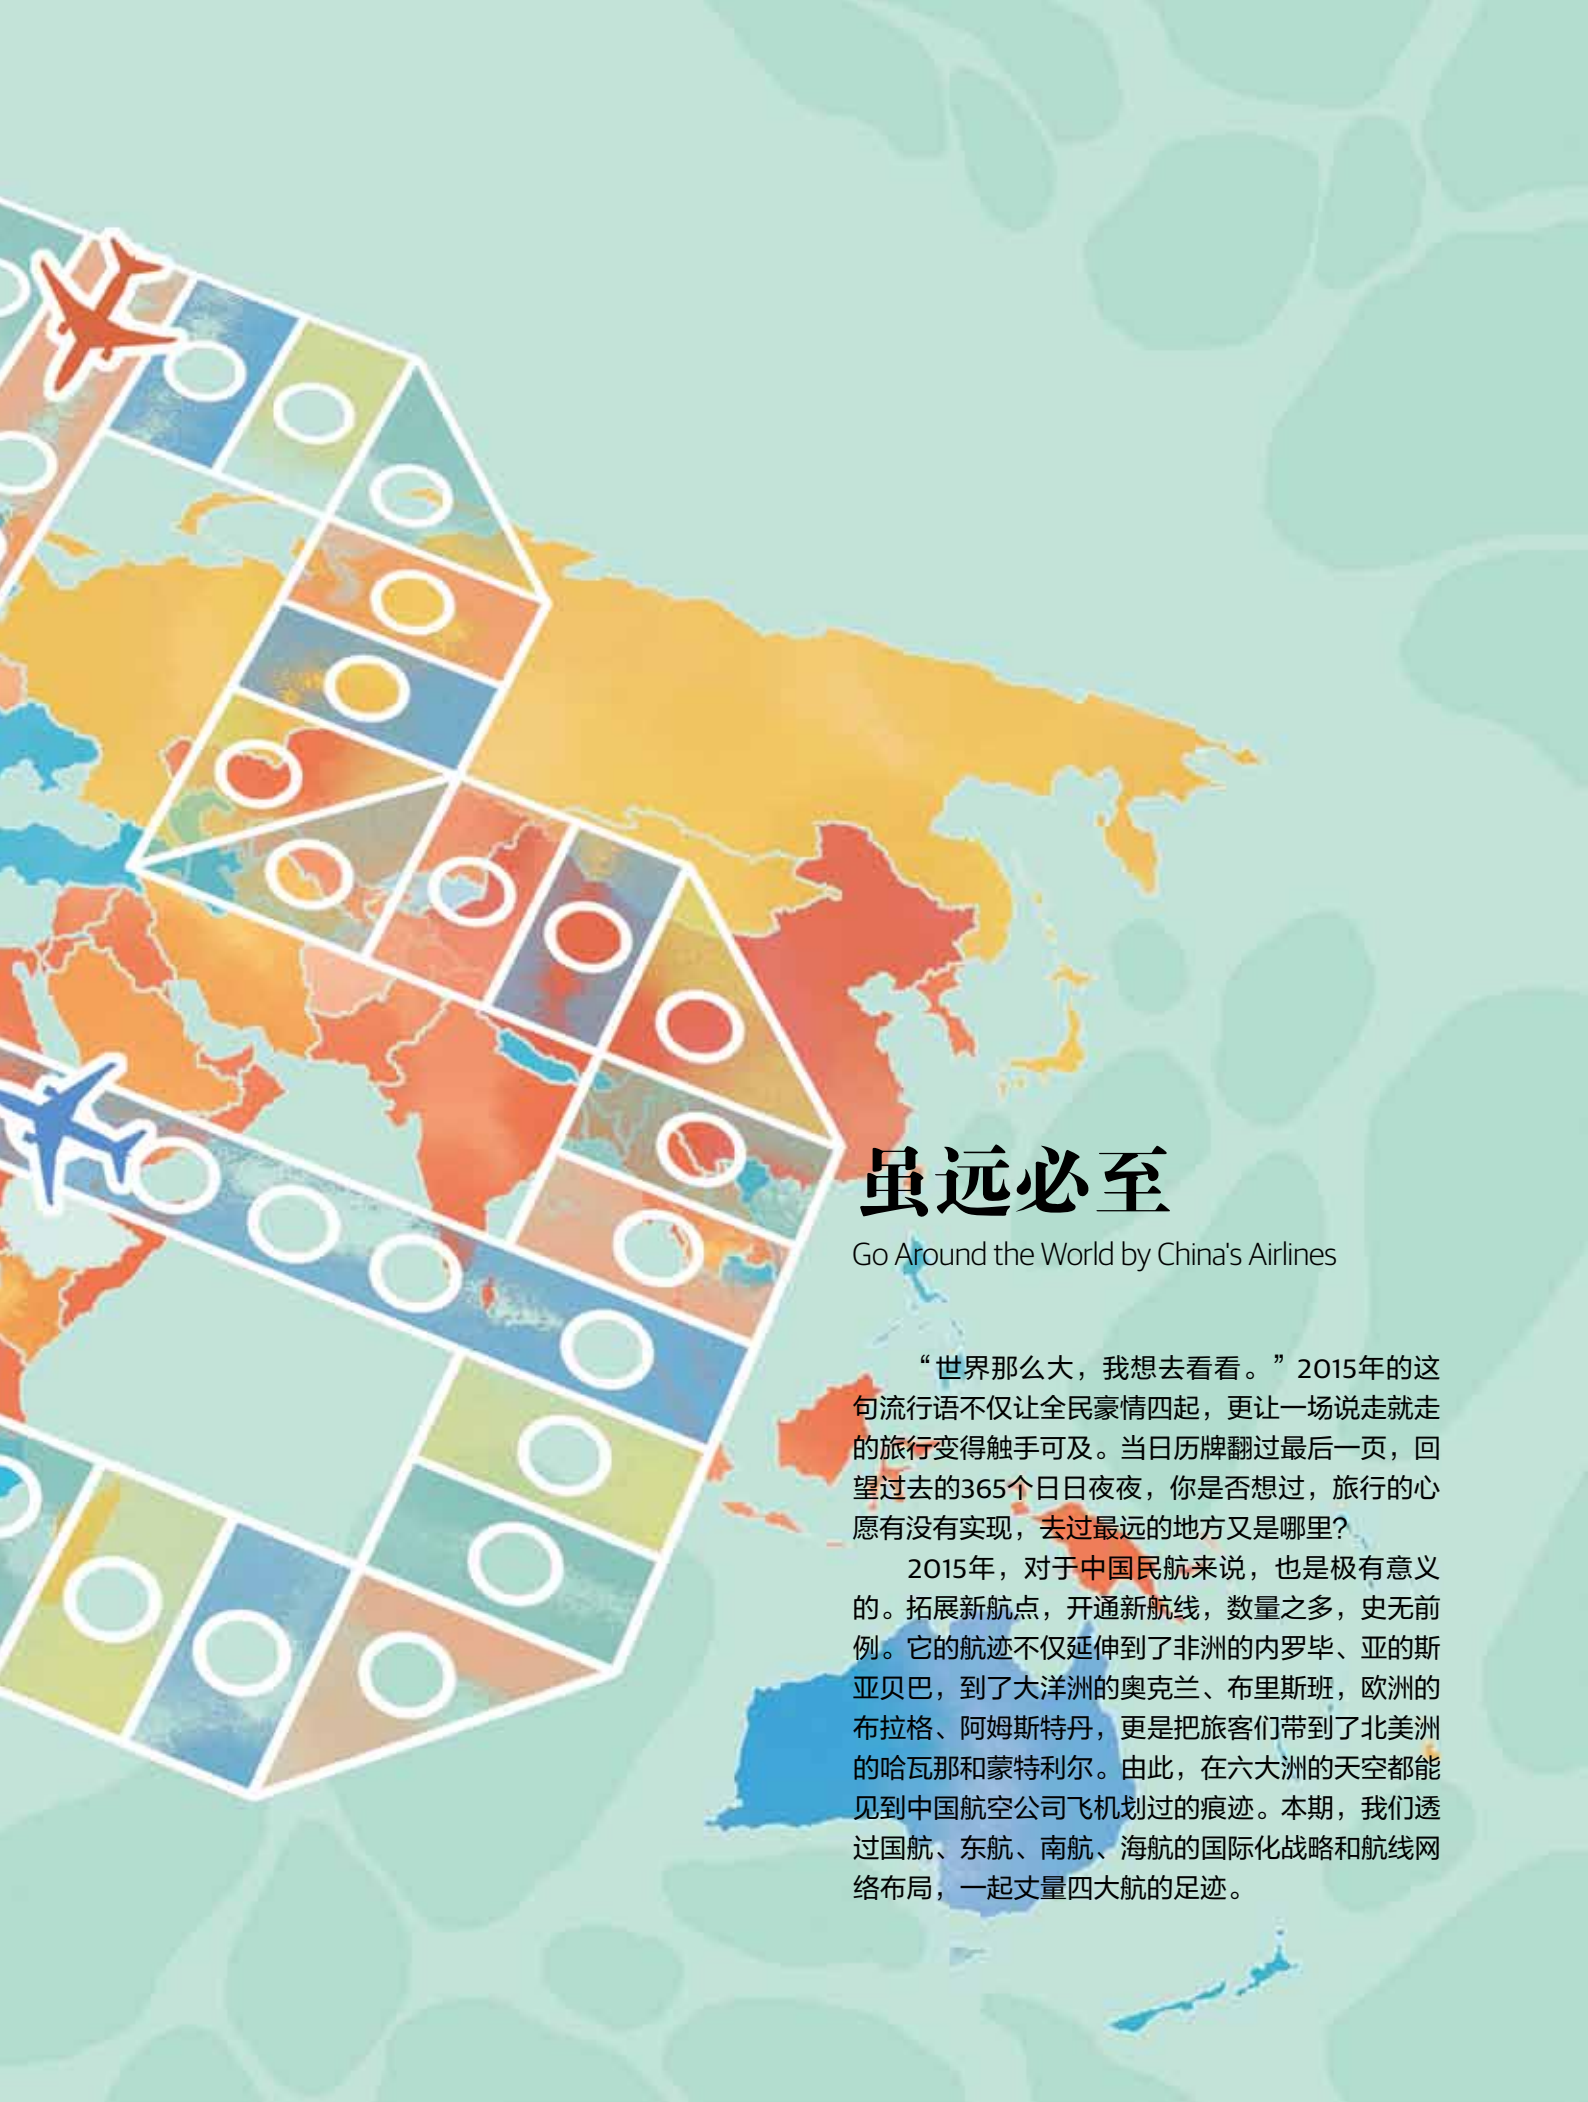 虽远必至
Go Around the World by China's Airlines
“世界那么大，我想去看看。”2015年的这
句流行语不仅让全民豪情四起，更让一场说走就走
的旅行变得触手可及。当日历牌翻过最后一页，回
望过去的365个日日夜夜，你是否想过，旅行的心
愿有没有实现，去过最远的地方又是哪里？
2015年，对于中国民航来说，也是极有意义
的。拓展新航点，开通新航线，数量之多，史无前
例。它的航迹不仅延伸到了非洲的内罗毕、亚的斯
亚贝巴，到了大洋洲的奥克兰、布里斯班，欧洲的
布拉格、阿姆斯特丹，更是把旅客们带到了北美洲
的哈瓦那和蒙特利尔。由此，在六大洲的天空都能
见到中国航空公司飞机划过的痕迹。本期，我们透
过国航、东航、南航、海航的国际化战略和航线网
络布局，一起丈量四大航的足迹。